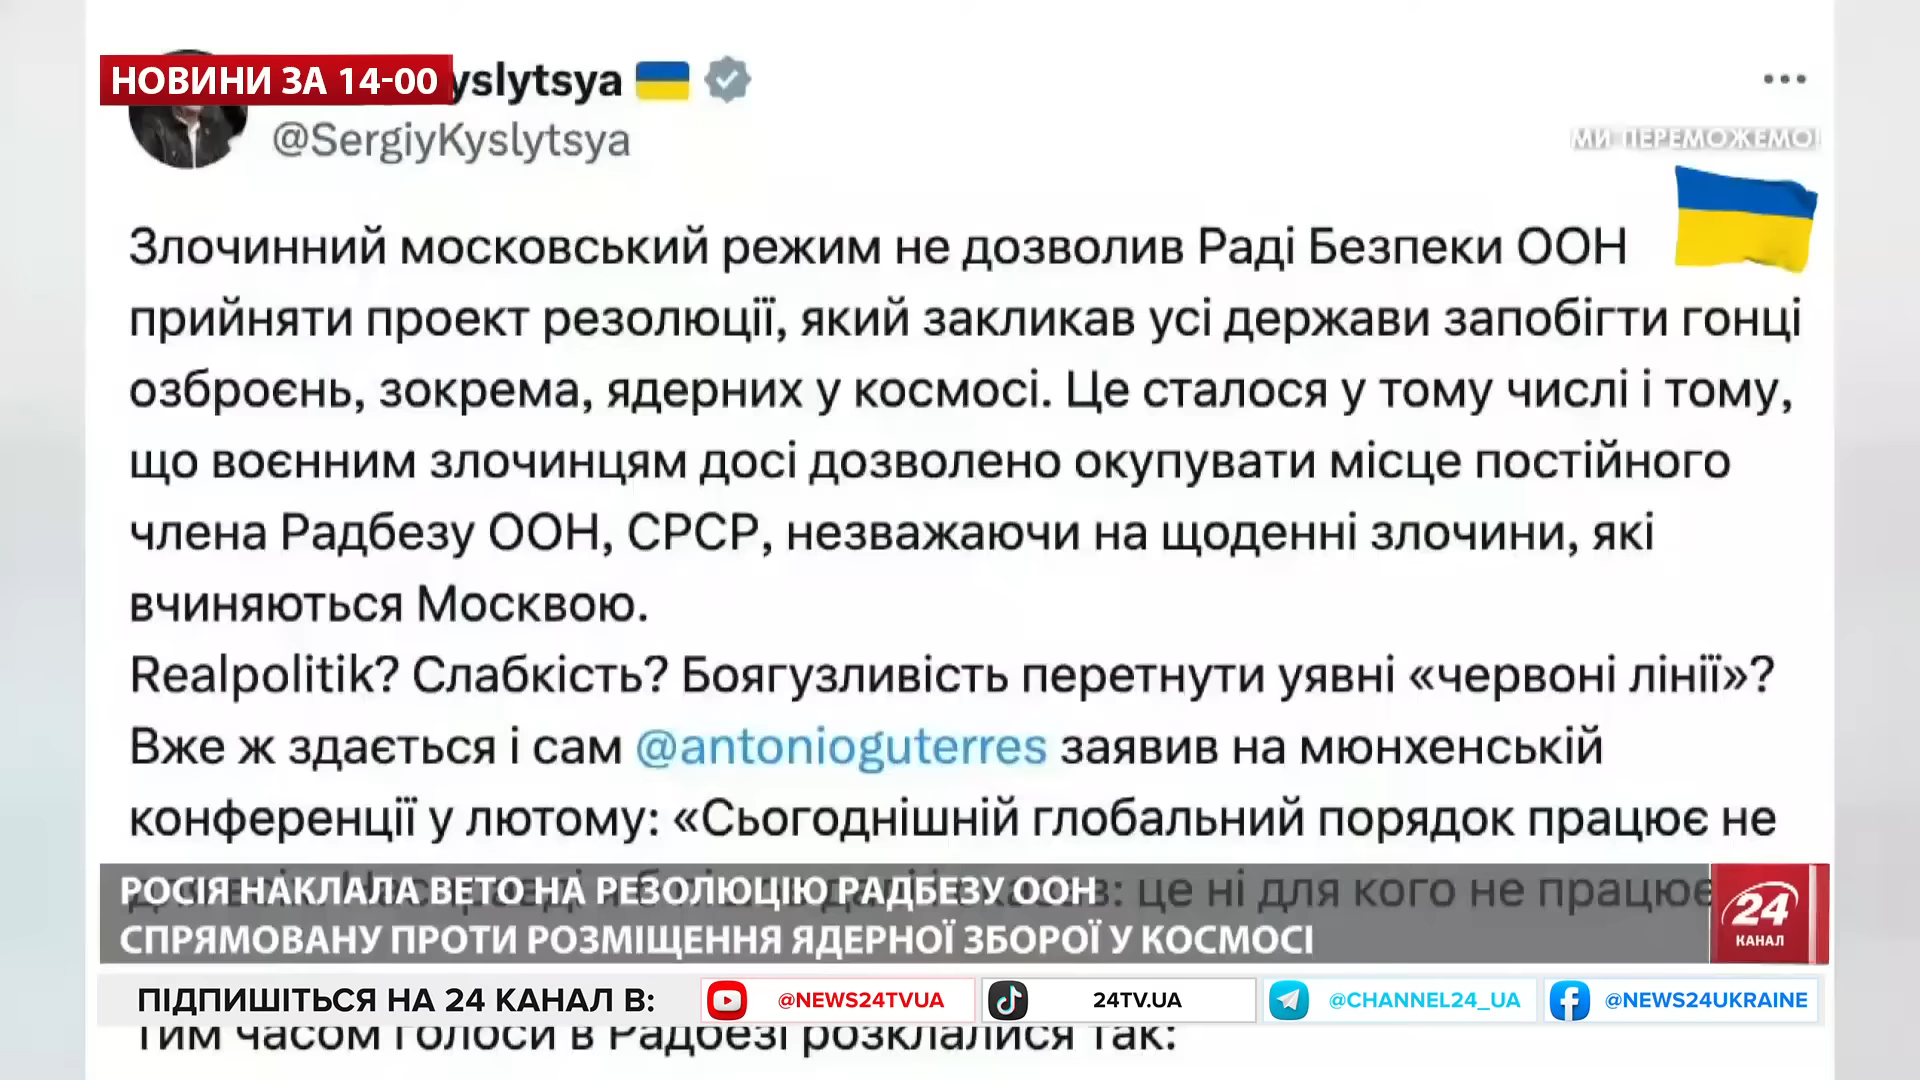 НОВИНИ ЗА 14-00
yslytsya
@SergiyKyslytsya
МИ ПЕРЕМОЖЕМО!
Злочинний московський режим не дозволив Раді Безпеки ООН
прийняти проект резолюції, який закликав усі держави запобігти гонці
озброєнь, зокрема, ядерних у космосі. Це сталося у тому числі і тому,
що воєнним злочинцям досі дозволено окупувати місце постійного
члена Радбезу ООН, СРСР, незважаючи на щоденні злочини, які
вчиняються Москвою.
Realpolitik? Слабкість? Боягузливість перетнути уявні «червоні лінії»?
Вже ж здається і сам @antonioguterres заявив на мюнхенській
конференції у лютому: «Сьогоднішній глобальний порядок працює не
це ні для кого не працює
РОСІЯ НАКЛАЛА ВЕТО НА РЕЗОЛЮЦІЮ РАДБЕЗУ ООН
СПРЯМОВАНУ ПРОТИ РОЗМІЩЕННЯ ЯДЕРНОЇ ЗБОРОЇ У КОСМОСІ
24
КАНАЛ
ПІДПИШІТЬСЯ НА 24 КАНАЛ В:
@NEWS24TVUA
24TV.UA
@CHANNEL24_UA
@NEWS24UKRAINE
Тим часом голоси в Радбезі розклалися так: